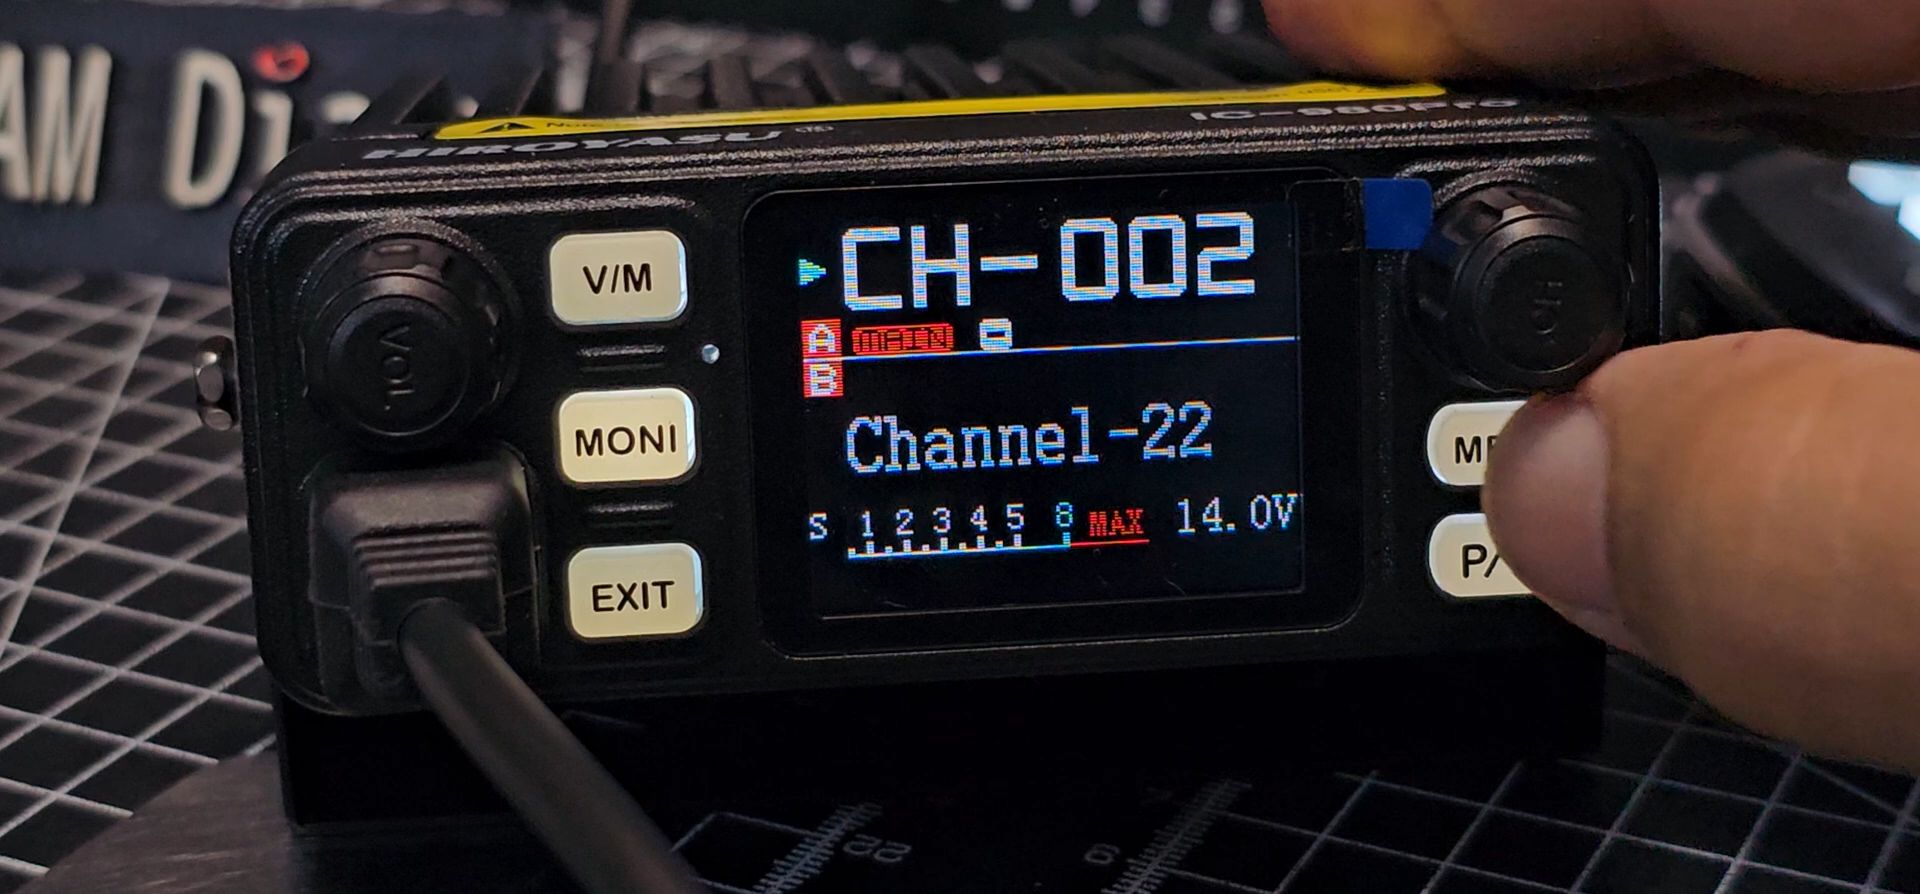 AM Di
HIROYASU
IC-980Pro
VOL
V/M
MONI
EXIT
CH-002
A MAIN
B
Channel-22
S 1 2 3 4 5 8 MAX 14.0V
P/